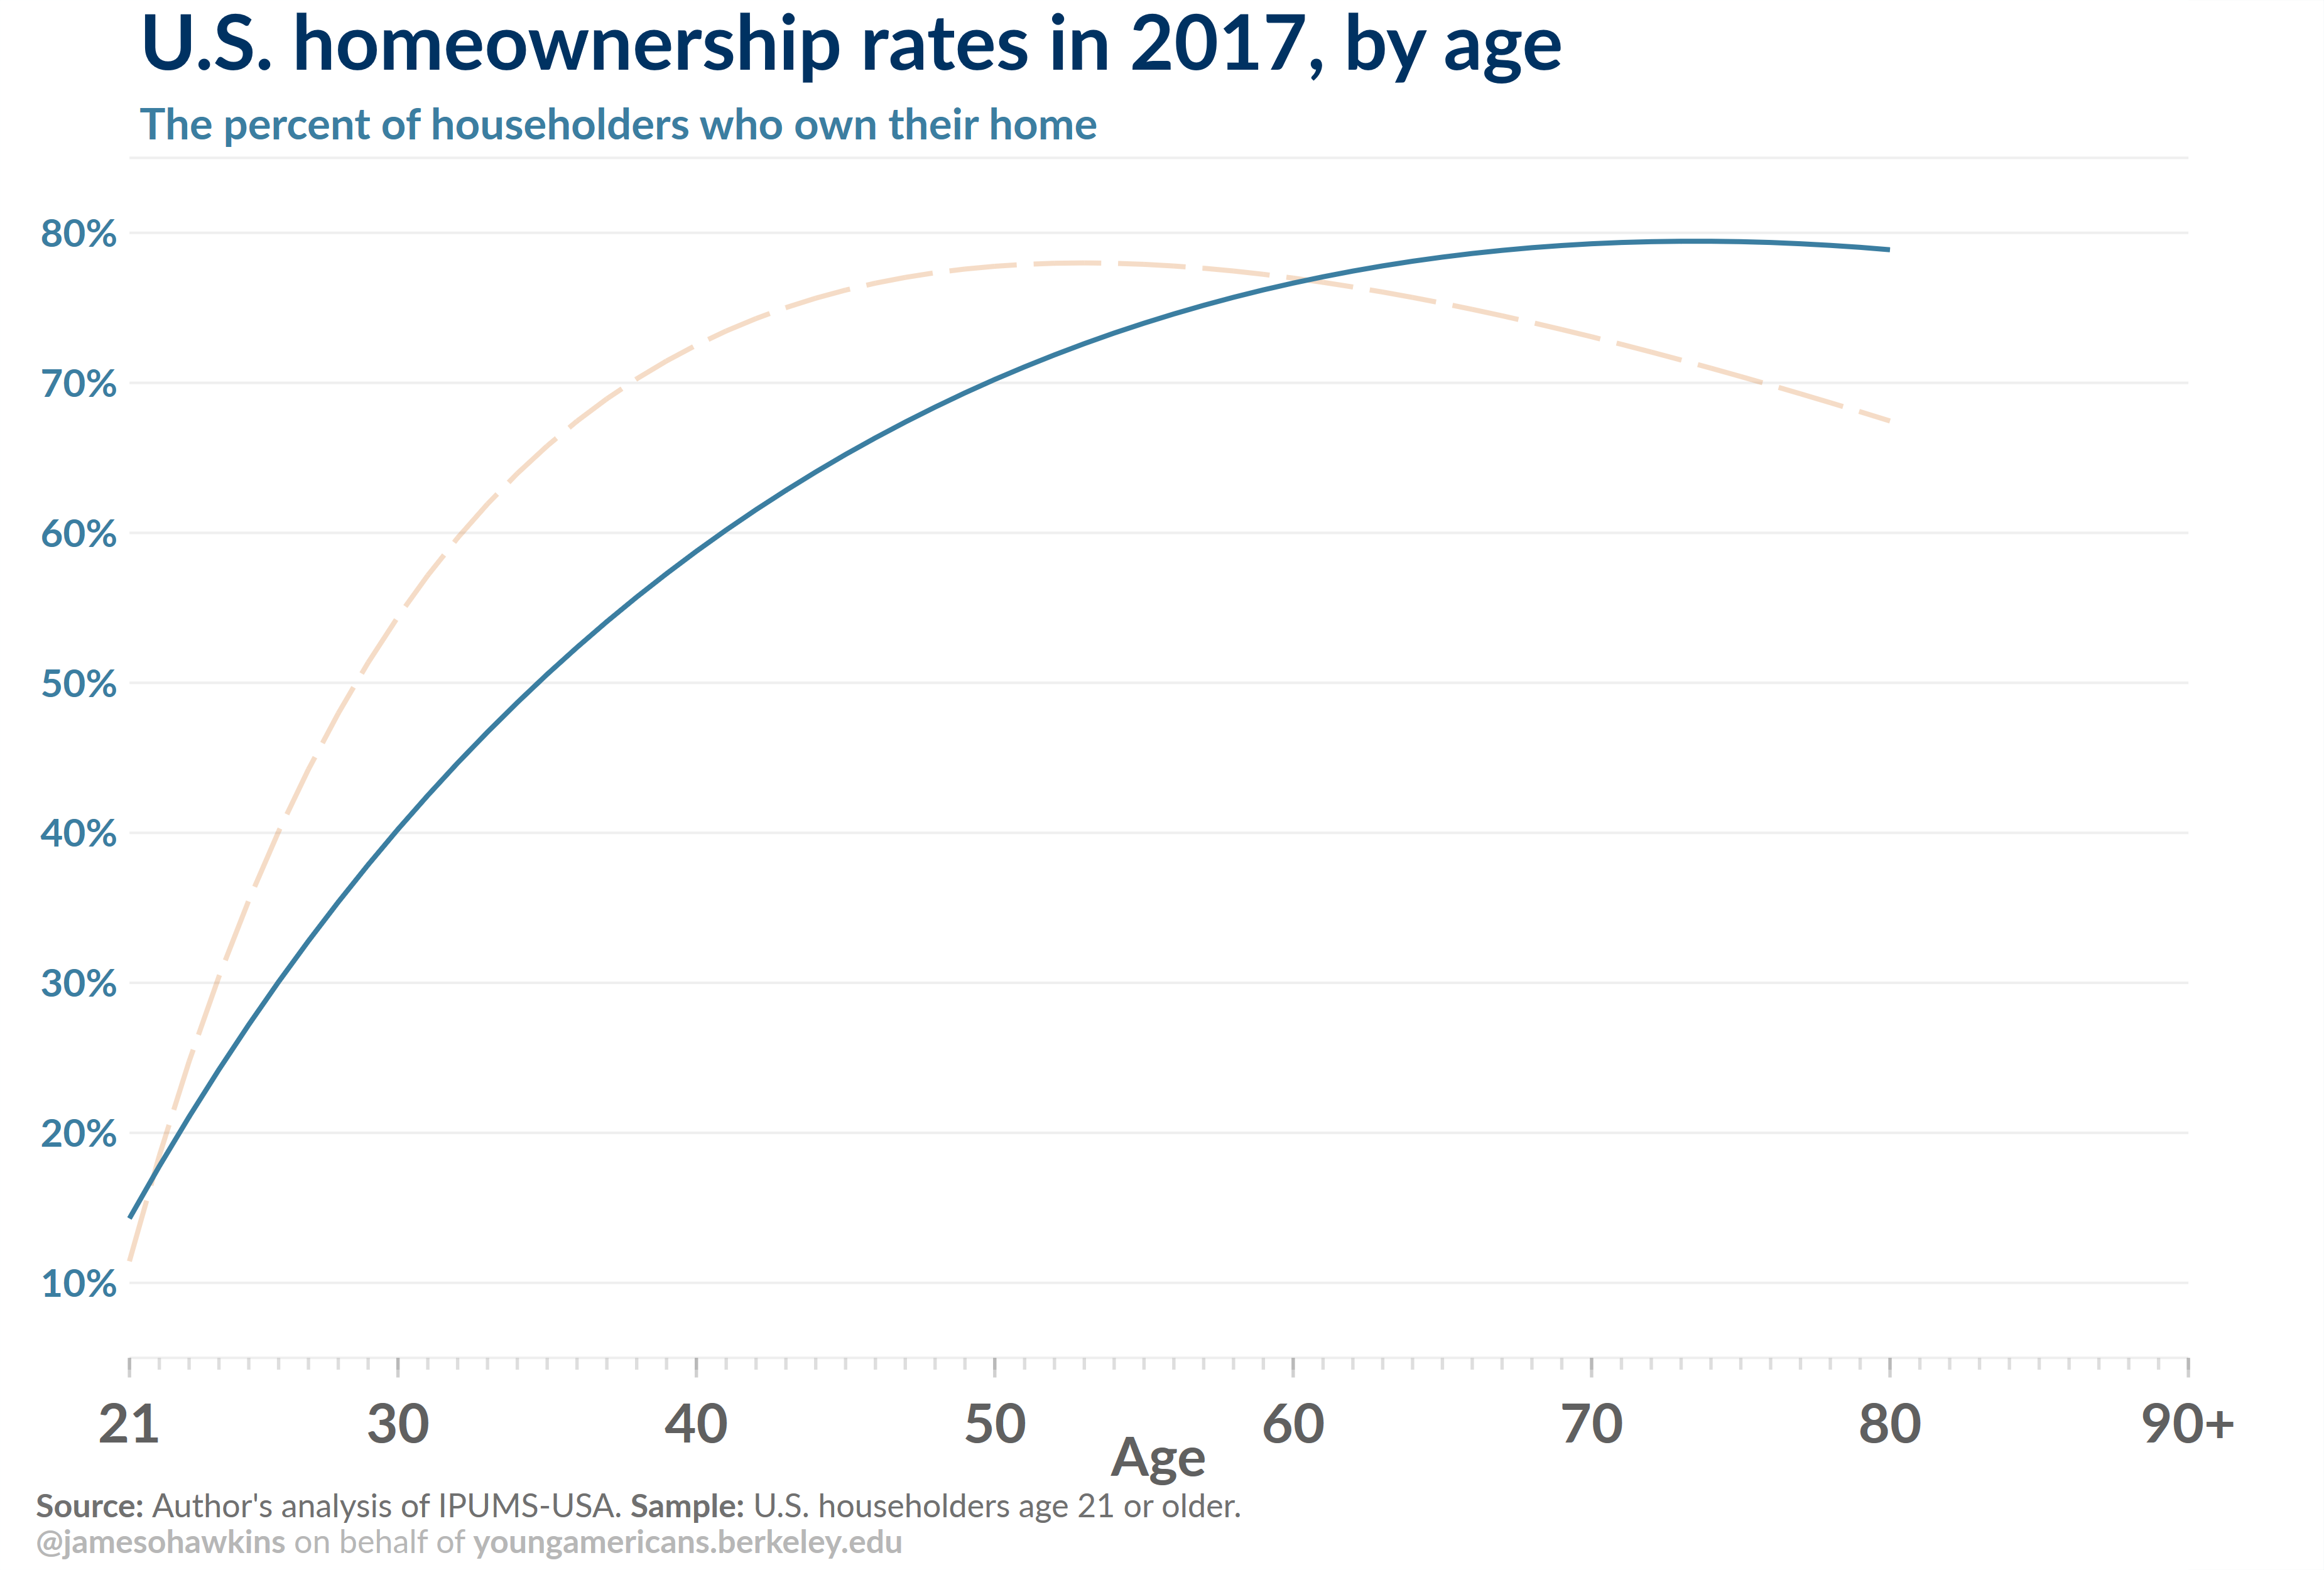 U.S. homeownership rates in 2017, by age
The percent of householders who own their home
80%
70%
60%
50%
40%
30%
20%
10%
21 30 40 50 60 70 80 90+
Age
Source: Author's analysis of IPUMS-USA. Sample: U.S. householders age 21 or older.
@jamesohawkins on behalf of youngamericans.berkeley.edu